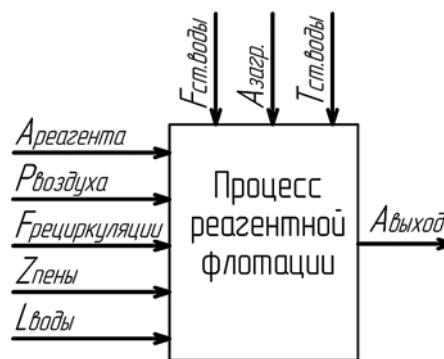 Fст.воды
Aзагр.
Tст.воды
Aреагента
Pвоздуха
Fрециркуляции
Zпены
Lводы
Процесс
реагентной
флотации
Aвыход